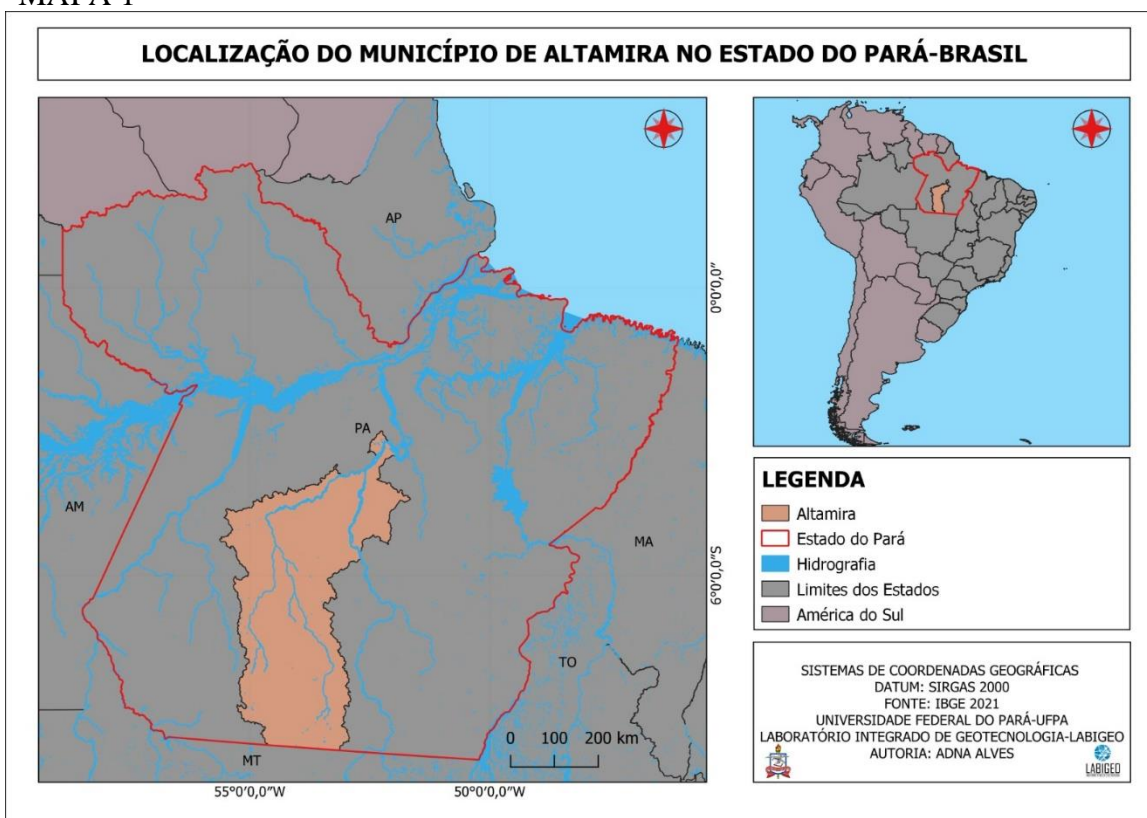 MAPA 1
LOCALIZAÇÃO DO MUNICÍPIO DE ALTAMIRA NO ESTADO DO PARÁ-BRASIL
AP
PA
AM
MA
TO
MT
0°0'0,0"
6°0'0,0"S
55°0'0,0"W
50°0'0,0"W
0 100 200 km
LEGENDA
Altamira
Estado do Pará
Hidrografia
Limites dos Estados
América do Sul
SISTEMAS DE COORDENADAS GEOGRÁFICAS
DATUM: SIRGAS 2000
FONTE: IBGE 2021
UNIVERSIDADE FEDERAL DO PARÁ-UFPA
LABORATÓRIO INTEGRADO DE GEOTECNOLOGIA-LABIGEO
AUTORIA: ADNA ALVES
LABIGEO